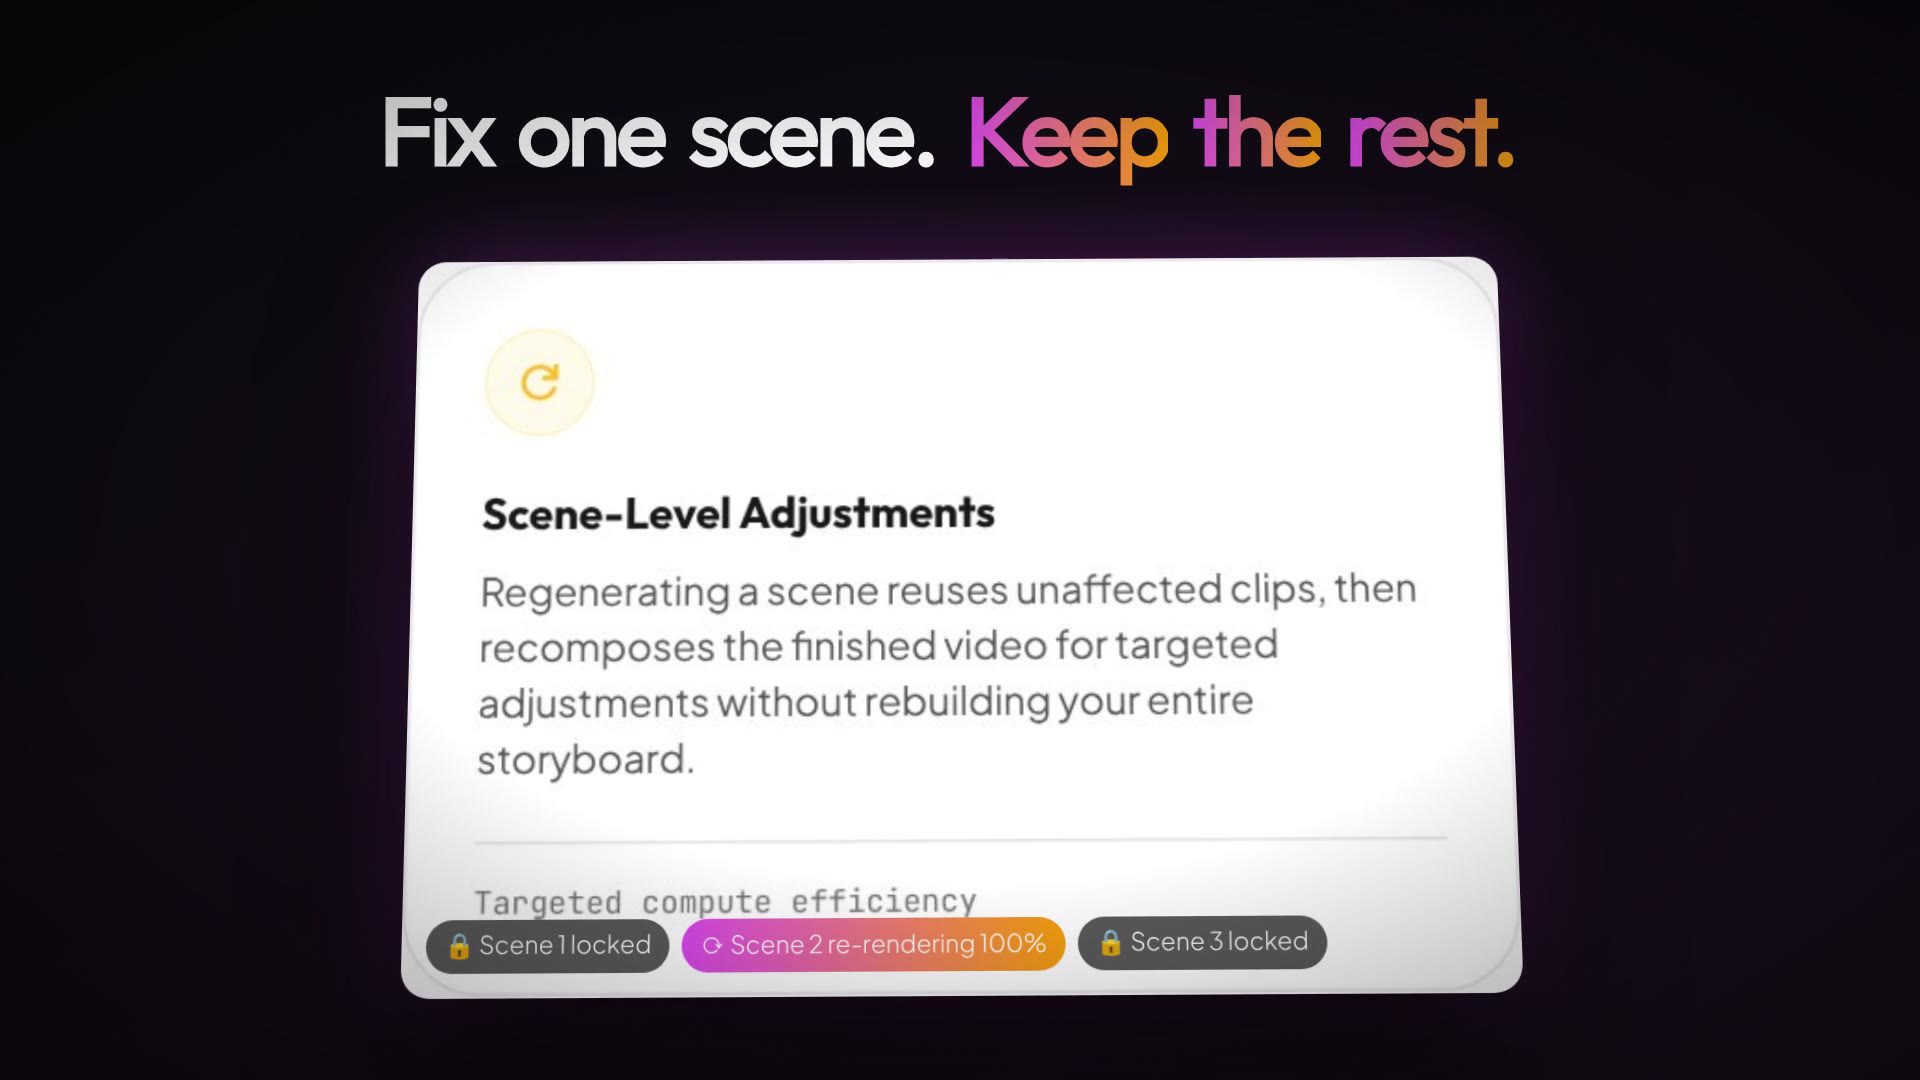 Fix one scene. Keep the rest.
Scene-Level Adjustments
Regenerating a scene reuses unaffected clips, then
recomposes the finished video for targeted
adjustments without rebuilding your entire
storyboard.
Targeted compute efficiency
🔒 Scene 1 locked
⟳ Scene 2 re-rendering 100%
🔒 Scene 3 locked